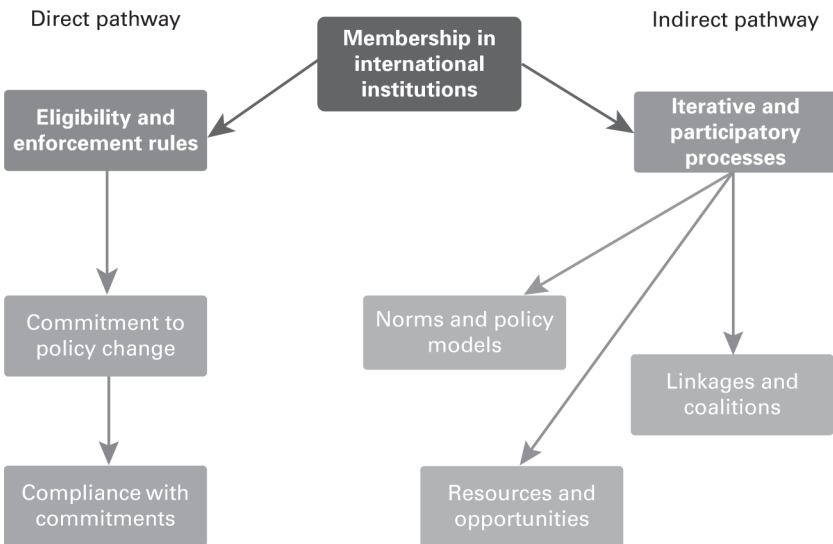 Direct pathway
Indirect pathway
Membership in
international
institutions
Eligibility and
enforcement rules
Iterative and
participatory
processes
Commitment to
policy change
Norms and policy
models
Linkages and
coalitions
Compliance with
commitments
Resources and
opportunities